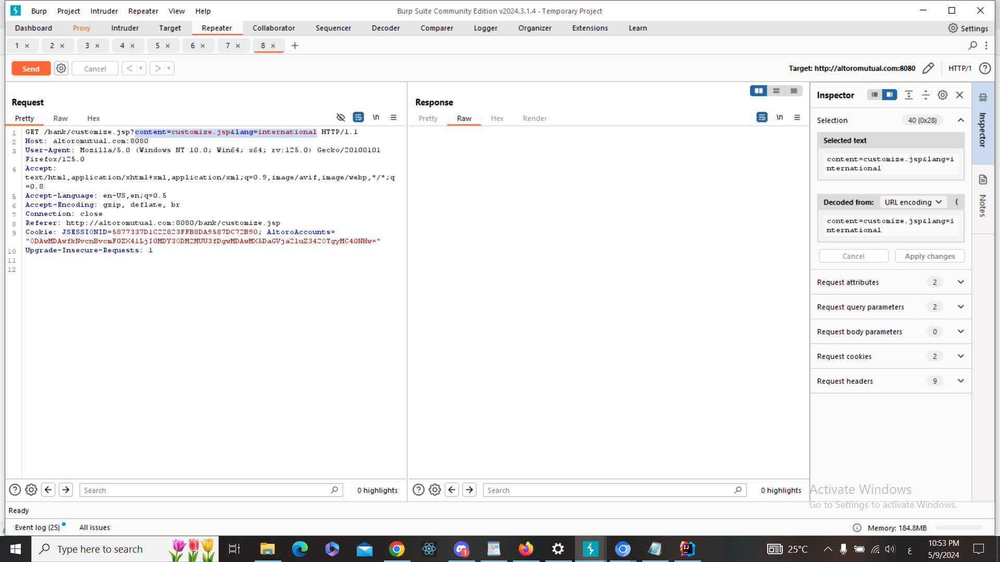 Burp Project Intruder Repeater View Help
Burp Suite Community Edition v2024.3.1.4 - Temporary Project
Dashboard Proxy Intruder Target Repeater Collaborator Sequencer Decoder Comparer Logger Organizer Extensions Learn
Settings
1 × 2 × 3 × 4 × 5 × 6 × 7 × 8 × +
Send Cancel < >
Target: http://altoromutual.com:8080 HTTP/1
Request
Pretty Raw Hex \n
1 GET /bank/customize.jsp?content=customize.jsp&lang=international HTTP/1.1
2 Host: altoromutual.com:8080
3 User-Agent: Mozilla/5.0 (Windows NT 10.0; Win64; x64; rv:125.0) Gecko/20100101
Firefox/125.0
4 Accept:
text/html,application/xhtml+xml,application/xml;q=0.9,image/avif,image/webp,*/*;q
=0.8
5 Accept-Language: en-US,en;q=0.5
6 Accept-Encoding: gzip, deflate, br
7 Connection: close
8 Referer: http://altoromutual.com:8080/bank/customize.jsp
9 Cookie: JSESSIONID=5877337D1C22823FFB8DA9587DC72B90; AltoroAccounts=
10 Upgrade-Insecure-Requests: 1
11
12
Response
Pretty Raw Hex Render \n
Inspector
Selection 40 (0x28)
Selected text
content=customize.jsp&lang=i
nternational
Decoded from: URL encoding
content=customize.jsp&lang=i
nternational
Cancel Apply changes
Request attributes 2
Request query parameters 2
Request body parameters 0
Request cookies 2
Request headers 9
Inspector
Notes
Search 0 highlights
Search 0 highlights
Activate Windows
Go to Settings to activate Windows.
Ready
Event log (25) All issues
Memory: 184.8MB
Type here to search
1
25°C
ع
10:53 PM
5/9/2024